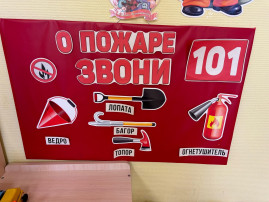 О ПОЖАРЕ
ЗВОНИ
101
ЛОПАТА
БАГОР
ВЕДРО
ТОПОР
ОГНЕТУШИТЕЛЬ